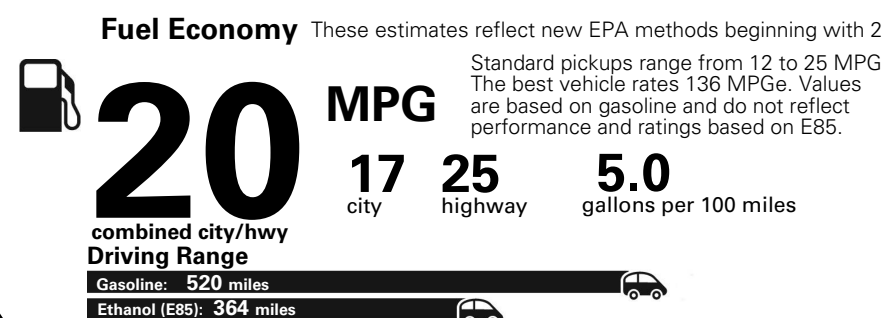 Fuel Economy These estimates reflect new EPA methods beginning with 2
Standard pickups range from 12 to 25 MPG
The best vehicle rates 136 MPGe. Values
are based on gasoline and do not reflect
performance and ratings based on E85.
20 MPG
17 25 5.0
city highway gallons per 100 miles
combined city/hwy
Driving Range
Gasoline: 520 miles
Ethanol (E85): 364 miles